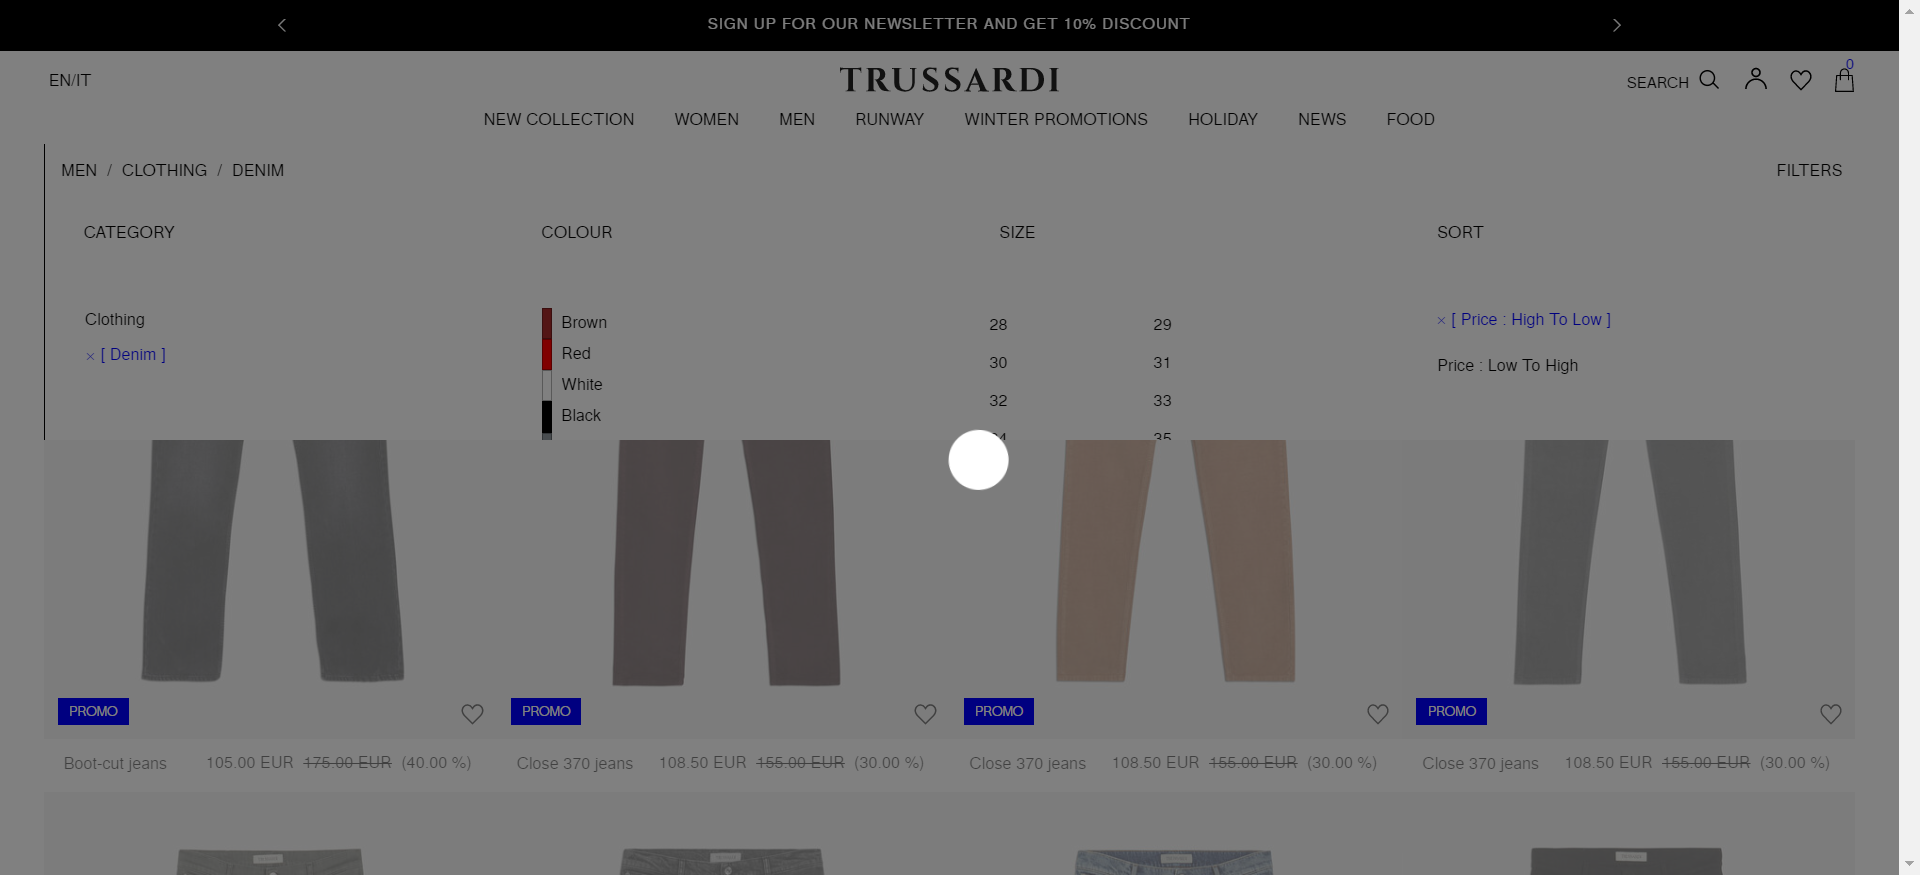 SIGN UP FOR OUR NEWSLETTER AND GET 10% DISCOUNT
EN/IT
TRUSSARDI
SEARCH
0
NEW COLLECTION WOMEN MEN RUNWAY WINTER PROMOTIONS HOLIDAY NEWS FOOD
MEN / CLOTHING / DENIM
FILTERS
CATEGORY COLOUR SIZE SORT
Clothing
× [ Denim ]
Brown
Red
White
Black
28 29
30 31
32 33
34 35
× [ Price : High To Low ]
Price : Low To High
PROMO PROMO PROMO PROMO
Boot-cut jeans 105.00 EUR 175.00 EUR (40.00 %)
Close 370 jeans 108.50 EUR 155.00 EUR (30.00 %)
Close 370 jeans 108.50 EUR 155.00 EUR (30.00 %)
Close 370 jeans 108.50 EUR 155.00 EUR (30.00 %)